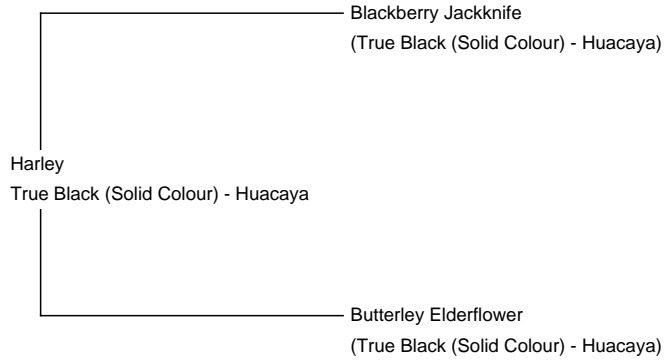 Blackberry Jackknife
(True Black (Solid Colour) - Huacaya)
Harley
True Black (Solid Colour) - Huacaya
Butterley Elderflower
(True Black (Solid Colour) - Huacaya)